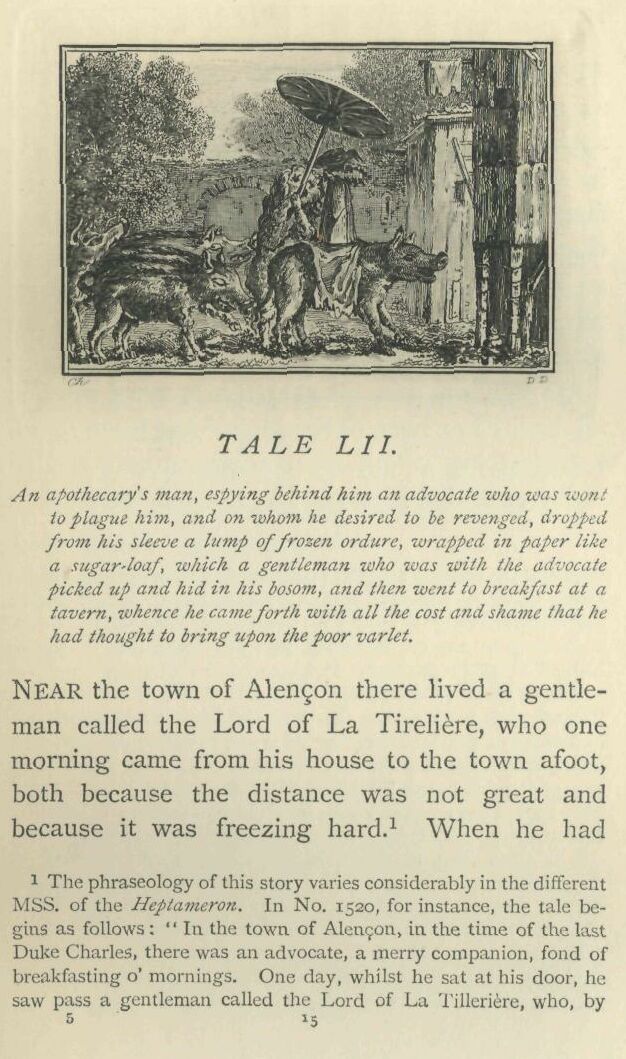 Ch.
D D
TALE LII.
An apothecary's man, espying behind him an advocate who was wont
to plague him, and on whom he desired to be revenged, dropped
from his sleeve a lump of frozen ordure, wrapped in paper like
a sugar-loaf, which a gentleman who was with the advocate
picked up and hid in his bosom, and then went to breakfast at a
tavern, whence he came forth with all the cost and shame that he
had thought to bring upon the poor varlet.
NEAR the town of Alençon there lived a gentle-
man called the Lord of La Tirelière, who one
morning came from his house to the town afoot,
both because the distance was not great and
because it was freezing hard.¹ When he had
¹ The phraseology of this story varies considerably in the different
MSS. of the Heptameron. In No. 1520, for instance, the tale be-
gins as follows: "In the town of Alençon, in the time of the last
Duke Charles, there was an advocate, a merry companion, fond of
breakfasting o' mornings. One day, whilst he sat at his door, he
saw pass a gentleman called the Lord of La Tillerière, who, by
5 15